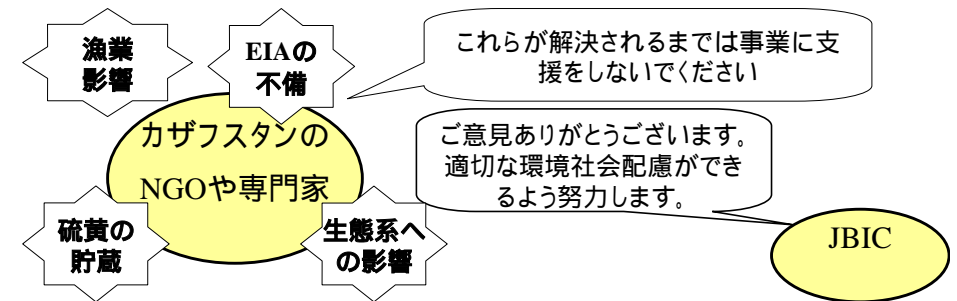 漁業
影響
EIAの
不備
これらが解決されるまでは事業に支
援をしないでください
カザフスタンの
NGOや専門家
ご意見ありがとうございます。
適切な環境社会配慮ができ
るよう努力します。
硫黄の
貯蔵
生態系へ
の影響
JBIC